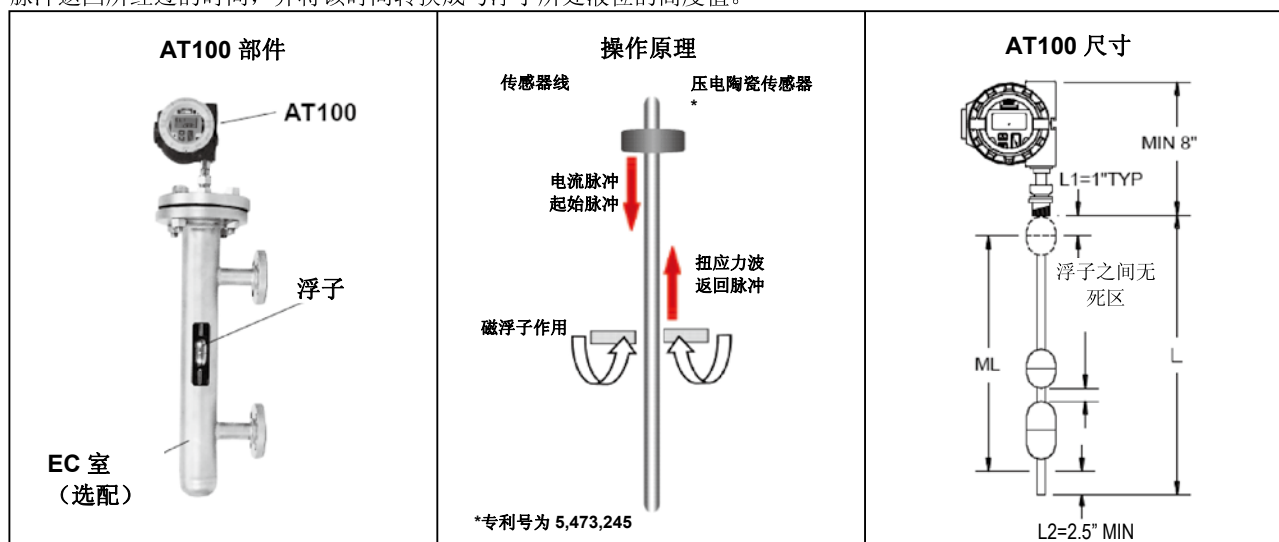 脉冲返回所经过的时间，并将该时间转换成与浮子所处液位的高度值。
AT100 部件
AT100
浮子
EC 室
（选配）
操作原理
传感器线
压电陶瓷传感器
*
电流脉冲
起始脉冲
扭应力波
返回脉冲
磁浮子作用
*专利号为 5,473,245
AT100 尺寸
MIN 8"
L1=1"TYP
浮子之间无
死区
ML
L
L2=2.5” MIN